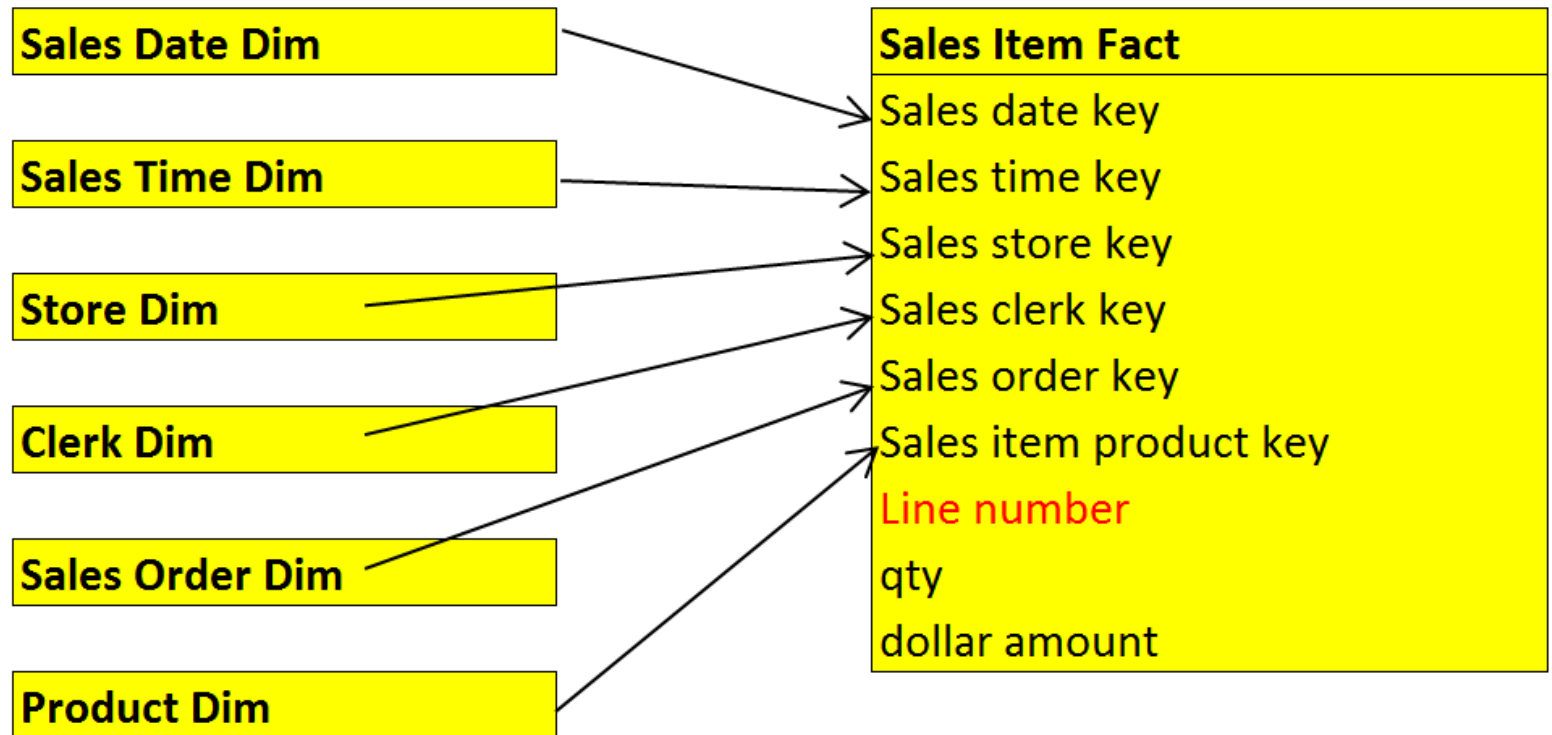 Sales Date Dim
Sales Time Dim
Store Dim
Clerk Dim
Sales Order Dim
Product Dim
Sales Item Fact
Sales date key
Sales time key
Sales store key
Sales clerk key
Sales order key
Sales item product key
Line number
qty
dollar amount